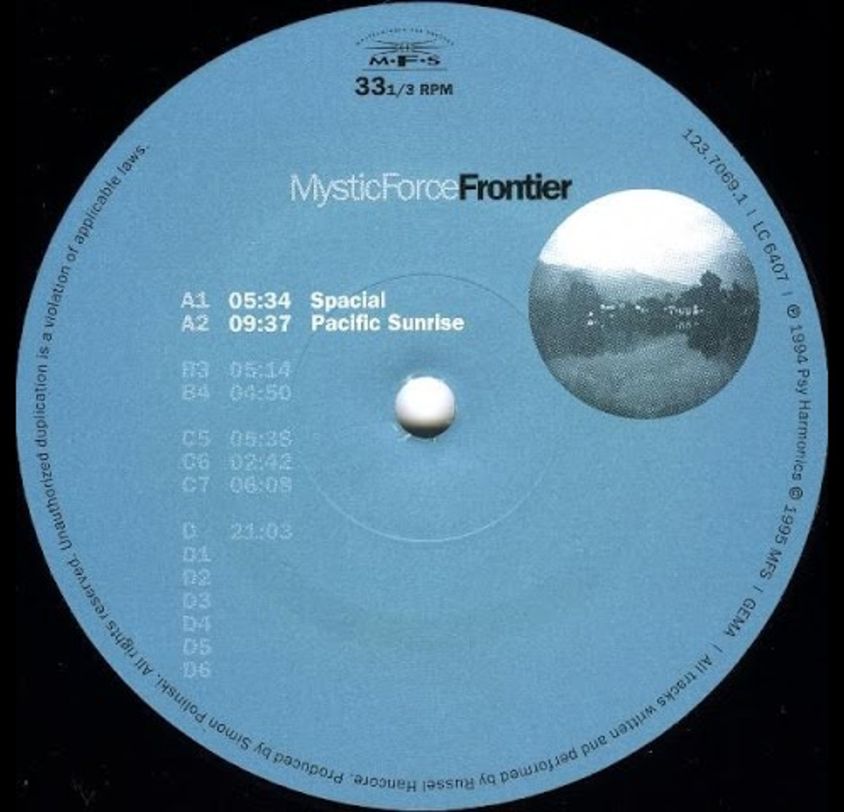 M·F·S
33 1/3 RPM
MysticForceFrontier
A1 05:34 Spacial
A2 09:37 Pacific Sunrise
B3 05:14
B4 04:50
C5 05:38
C6 02:42
C7 06:08
D 21:03
D1
D2
D3
D4
D5
D6
123.7069.1 | LC 6407 | ℗ 1994 Psy Harmonics © 1995 MFS | GEMA | All tracks written and performed by Russel Hancore. Produced by Simon Polinski. All rights reserved. Unauthorized duplication is a violation of applicable laws.